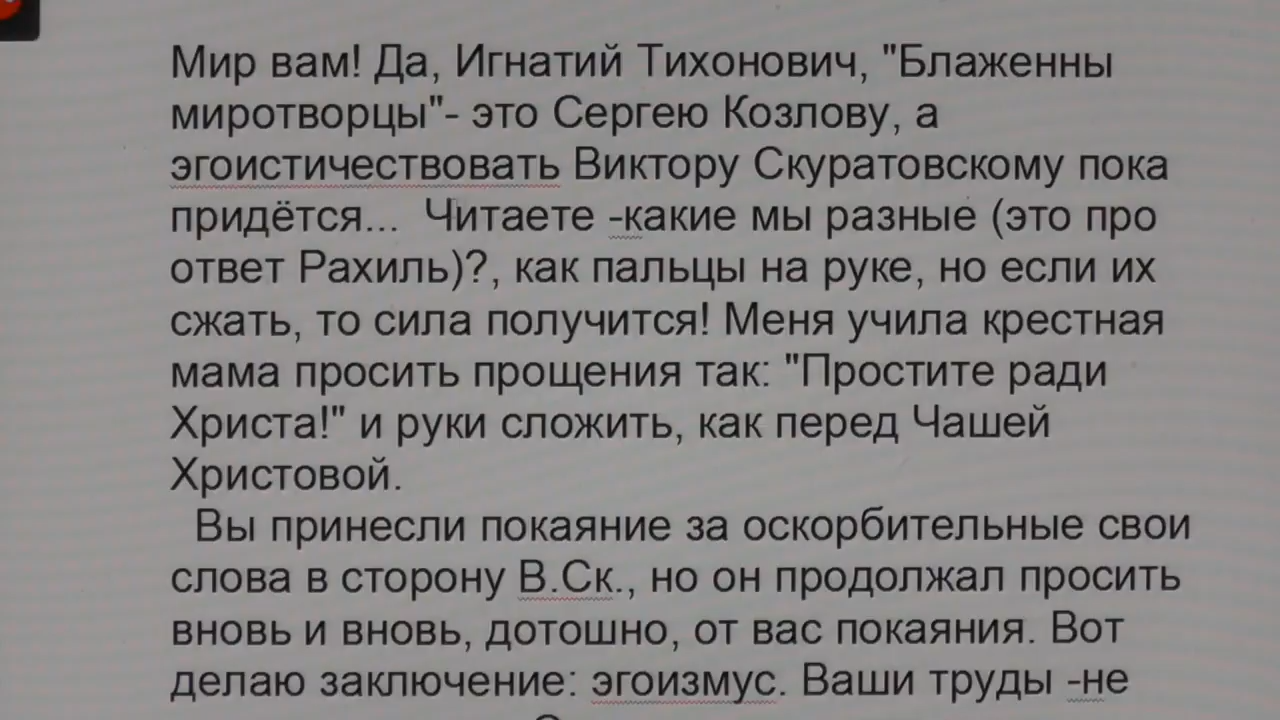 Мир вам! Да, Игнатий Тихонович, "Блаженны
миротворцы"- это Сергею Козлову, а
эгоистичествовать Виктору Скуратовскому пока
придётся... Читаете -какие мы разные (это про
ответ Рахиль)?, как пальцы на руке, но если их
сжать, то сила получится! Меня учила крестная
мама просить прощения так: "Простите ради
Христа!" и руки сложить, как перед Чашей
Христовой.
Вы принесли покаяние за оскорбительные свои
слова в сторону В.Ск., но он продолжал просить
вновь и вновь, дотошно, от вас покаяния. Вот
делаю заключение: эгоизмус. Ваши труды -не